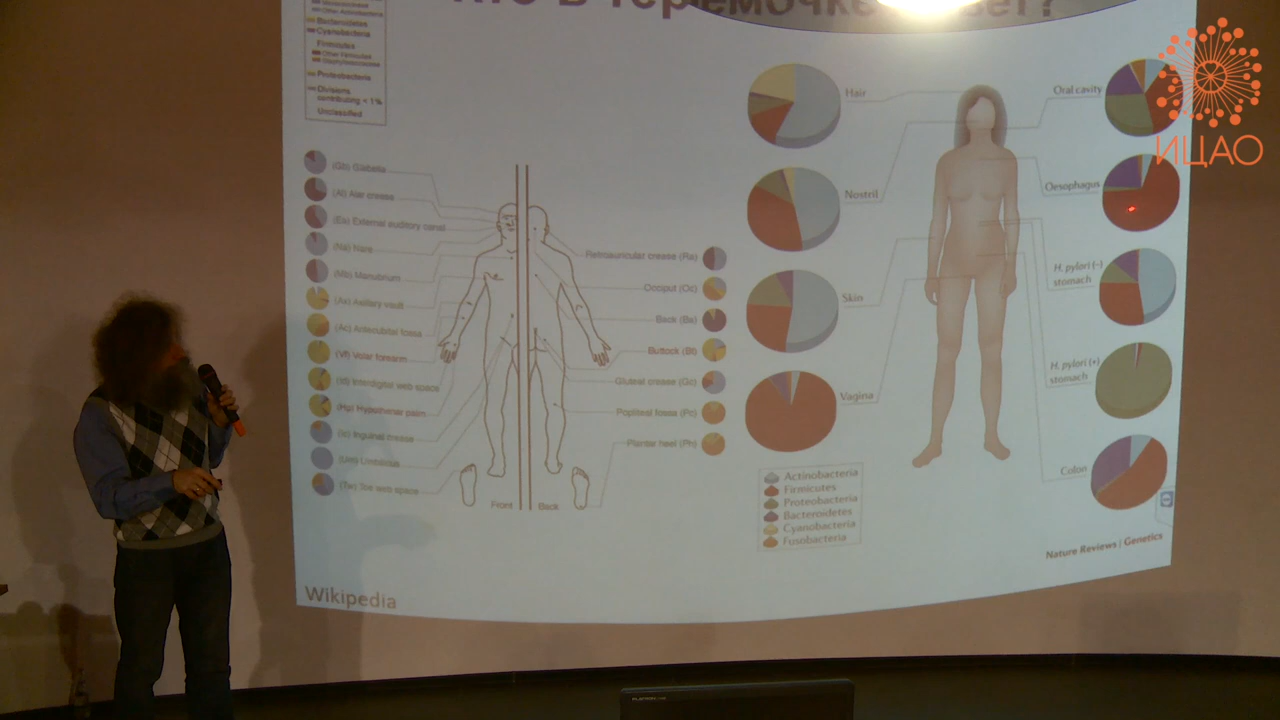 в теремочке
Other Actinobacteria
Bacteroidetes
Cyanobacteria
Firmicutes
Other Firmicutes
Staphylococcaceae
Proteobacteria
Divisions
contributing < 1%
Unclassified
(Gb) Glabella
(Al) Alar crease
(Ea) External auditory canal
(Na) Nare
(Mb) Manubrium
(Ax) Axillary vault
(Ac) Antecubital fossa
(Vf) Volar forearm
(Id) Interdigital web space
(Hp) Hypothenar palm
(Ic) Inguinal crease
(Um) Umbilicus
(Tw) Toe web space
Retroauricular crease (Ra)
Occiput (Oc)
Back (Ba)
Buttock (Bt)
Gluteal crease (Gc)
Popliteal fossa (Pc)
Plantar heel (Ph)
Front
Back
Wikipedia
Hair
Nostril
Skin
Vagina
Oral cavity
Oesophagus
H. pylori (–)
stomach
H. pylori (+)
stomach
Colon
Actinobacteria
Firmicutes
Proteobacteria
Bacteroidetes
Cyanobacteria
Fusobacteria
Nature Reviews | Genetics
ИЦАО